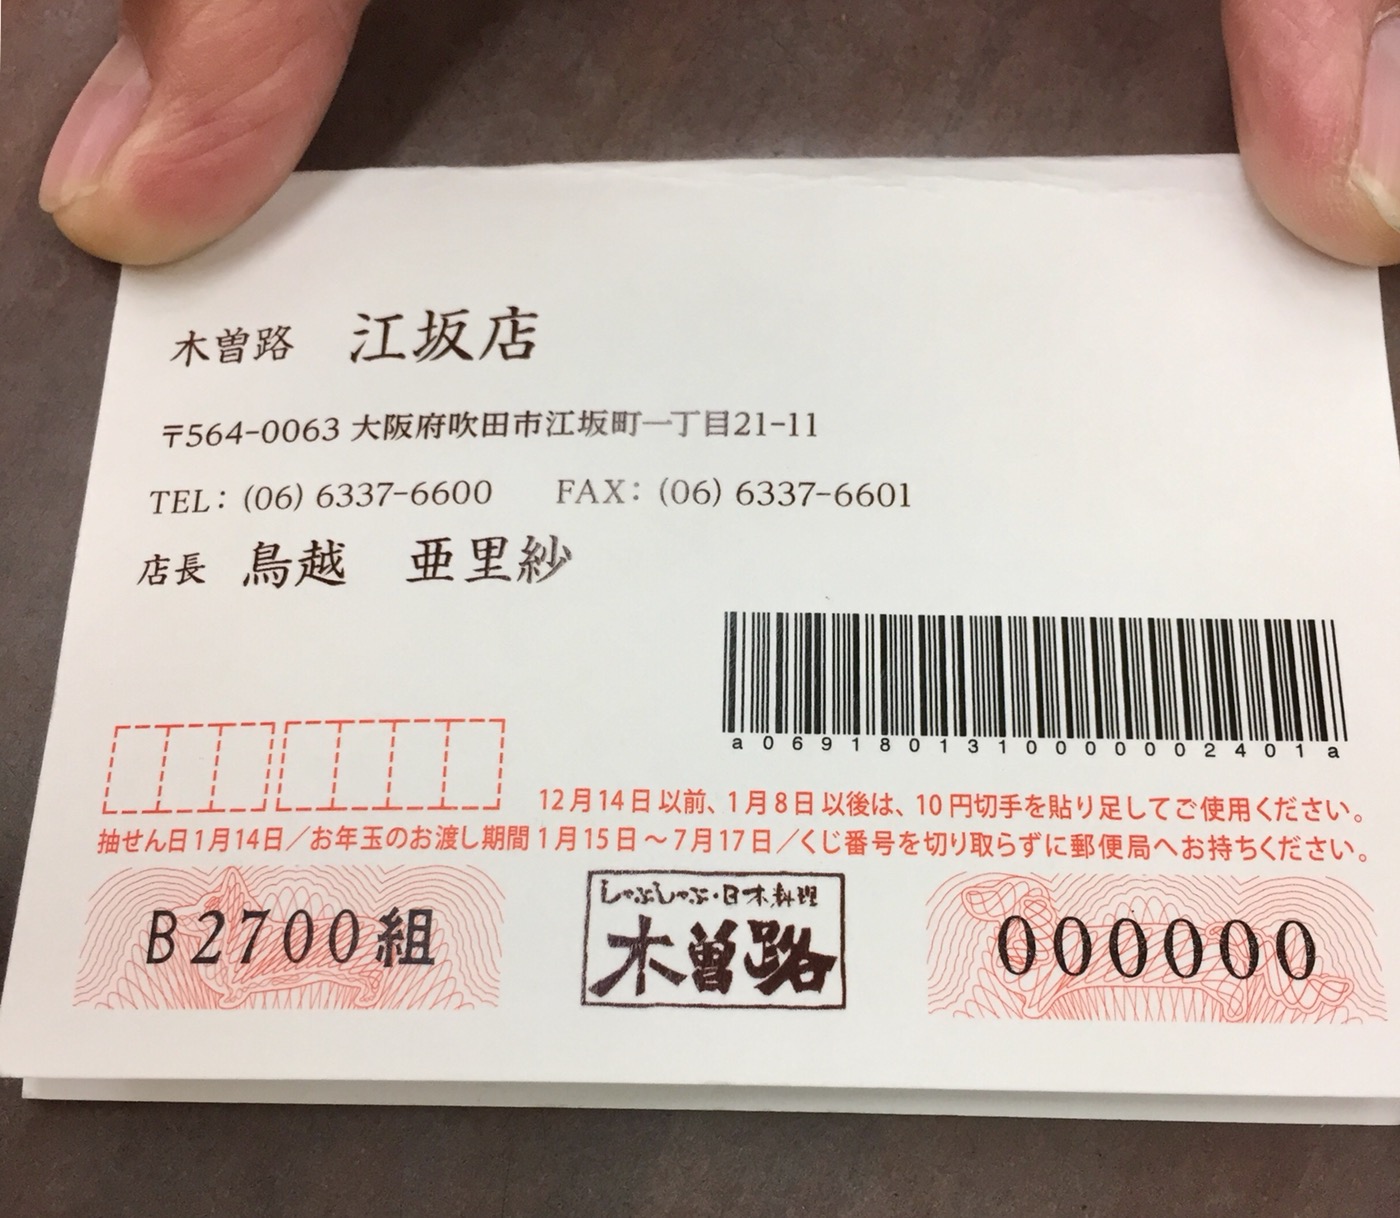 木曽路　江坂店
〒564-0063 大阪府吹田市江坂町一丁目21-11
TEL：(06) 6337-6600　FAX：(06) 6337-6601
店長　鳥越　亜里紗
a0691801310000002401a
12月14日以前、1月8日以後は、10円切手を貼り足してご使用ください。
抽せん日1月14日／お年玉のお渡し期間1月15日～7月17日／くじ番号を切り取らずに郵便局へお持ちください。
B2700組
しゃぶしゃぶ・日本料理
木曽路
000000